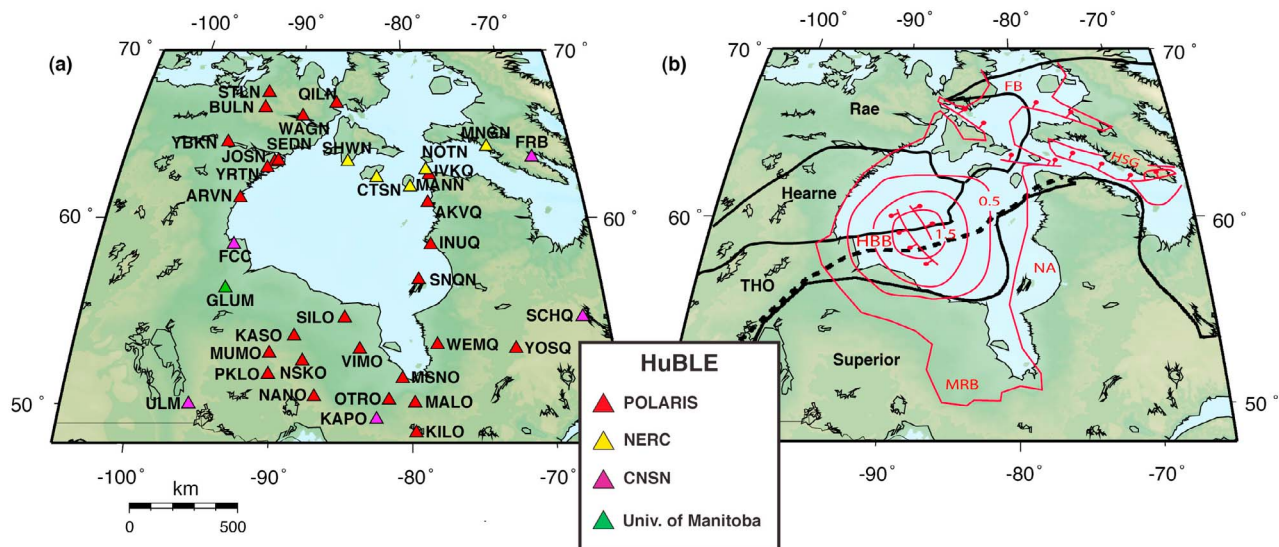 -100 -90 -80 -70
70° 70°
(a)
STLN
QILN
BULN
WAGN
YBKN
SEDN
MNGN
FRB
JOSN
SHWN
NOTN
YRTN
IVKQ
CTSN
MANN
ARVN
AKVQ
60° 60°
INUQ
FCC
SNQN
GLUM
SILO
SCHQ
KASO
WEMQ
YOSQ
MUMO
VIMO
PKLO
NSKO
MSNO
NANO
OTRO
MALO
ULM
KAPO
KILO
50°
-100° -90° -80° -70°
km
0 500
-100 -90 -80 -70
70° 70°
(b)
FB
Rae
HSG
Hearne
0.5
60° 60°
HBB
1.5
NA
THO
Superior
MRB
50°
-90° -80° -70°
HuBLE
POLARIS
NERC
CNSN
Univ. of Manitoba